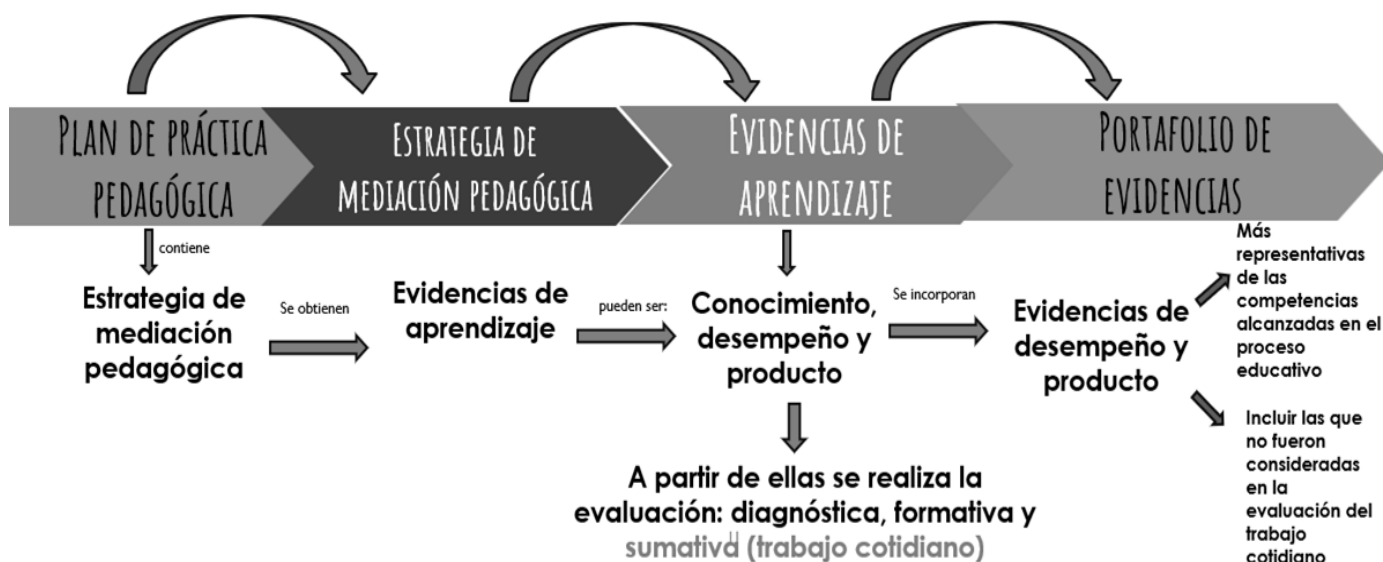 PLAN DE PRÁCTICA
PEDAGÓGICA
ESTRATEGIA DE
MEDIACIÓN PEDAGÓGICA
EVIDENCIAS DE
APRENDIZAJE
PORTAFOLIO DE
EVIDENCIAS
contiene
Estrategia de
mediación
pedagógica
Se obtienen
Evidencias de
aprendizaje
pueden ser:
Conocimiento,
desempeño y
producto
Se incorporan
Evidencias de
desempeño y
producto
Más
representativas
de las
competencias
alcanzadas en el
proceso
educativo
Incluir las que
no fueron
consideradas
en la
evaluación del
trabajo
cotidiano
A partir de ellas se realiza la
evaluación: diagnóstica, formativa y
sumativa (trabajo cotidiano)